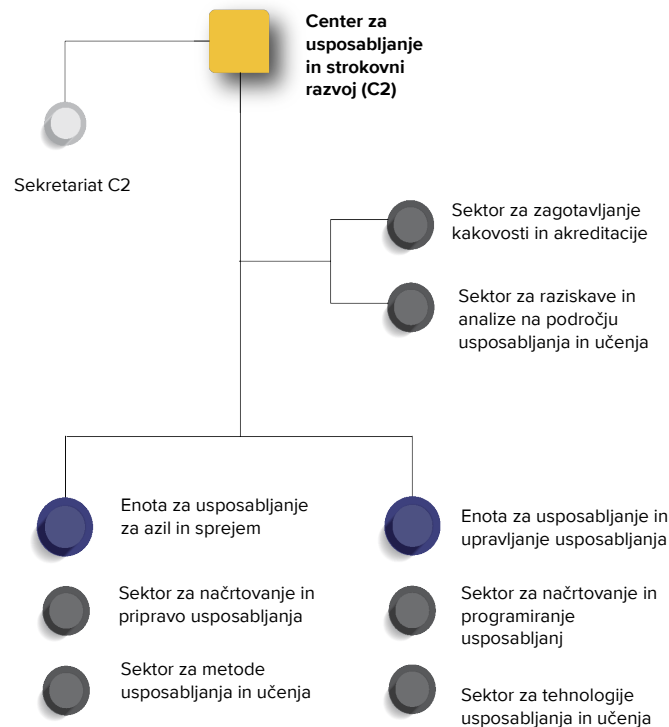 Center za
usposabljanje
in strokovni
razvoj (C2)
Sekretariat C2
Sektor za zagotavljanje
kakovosti in akreditacije
Sektor za raziskave in
analize na področju
usposabljanja in učenja
Enota za usposabljanje
za azil in sprejem
Enota za usposabljanje in
upravljanje usposabljanja
Sektor za načrtovanje in
pripravo usposabljanja
Sektor za načrtovanje in
programiranje
usposabljanj
Sektor za metode
usposabljanja in učenja
Sektor za tehnologije
usposabljanja in učenja